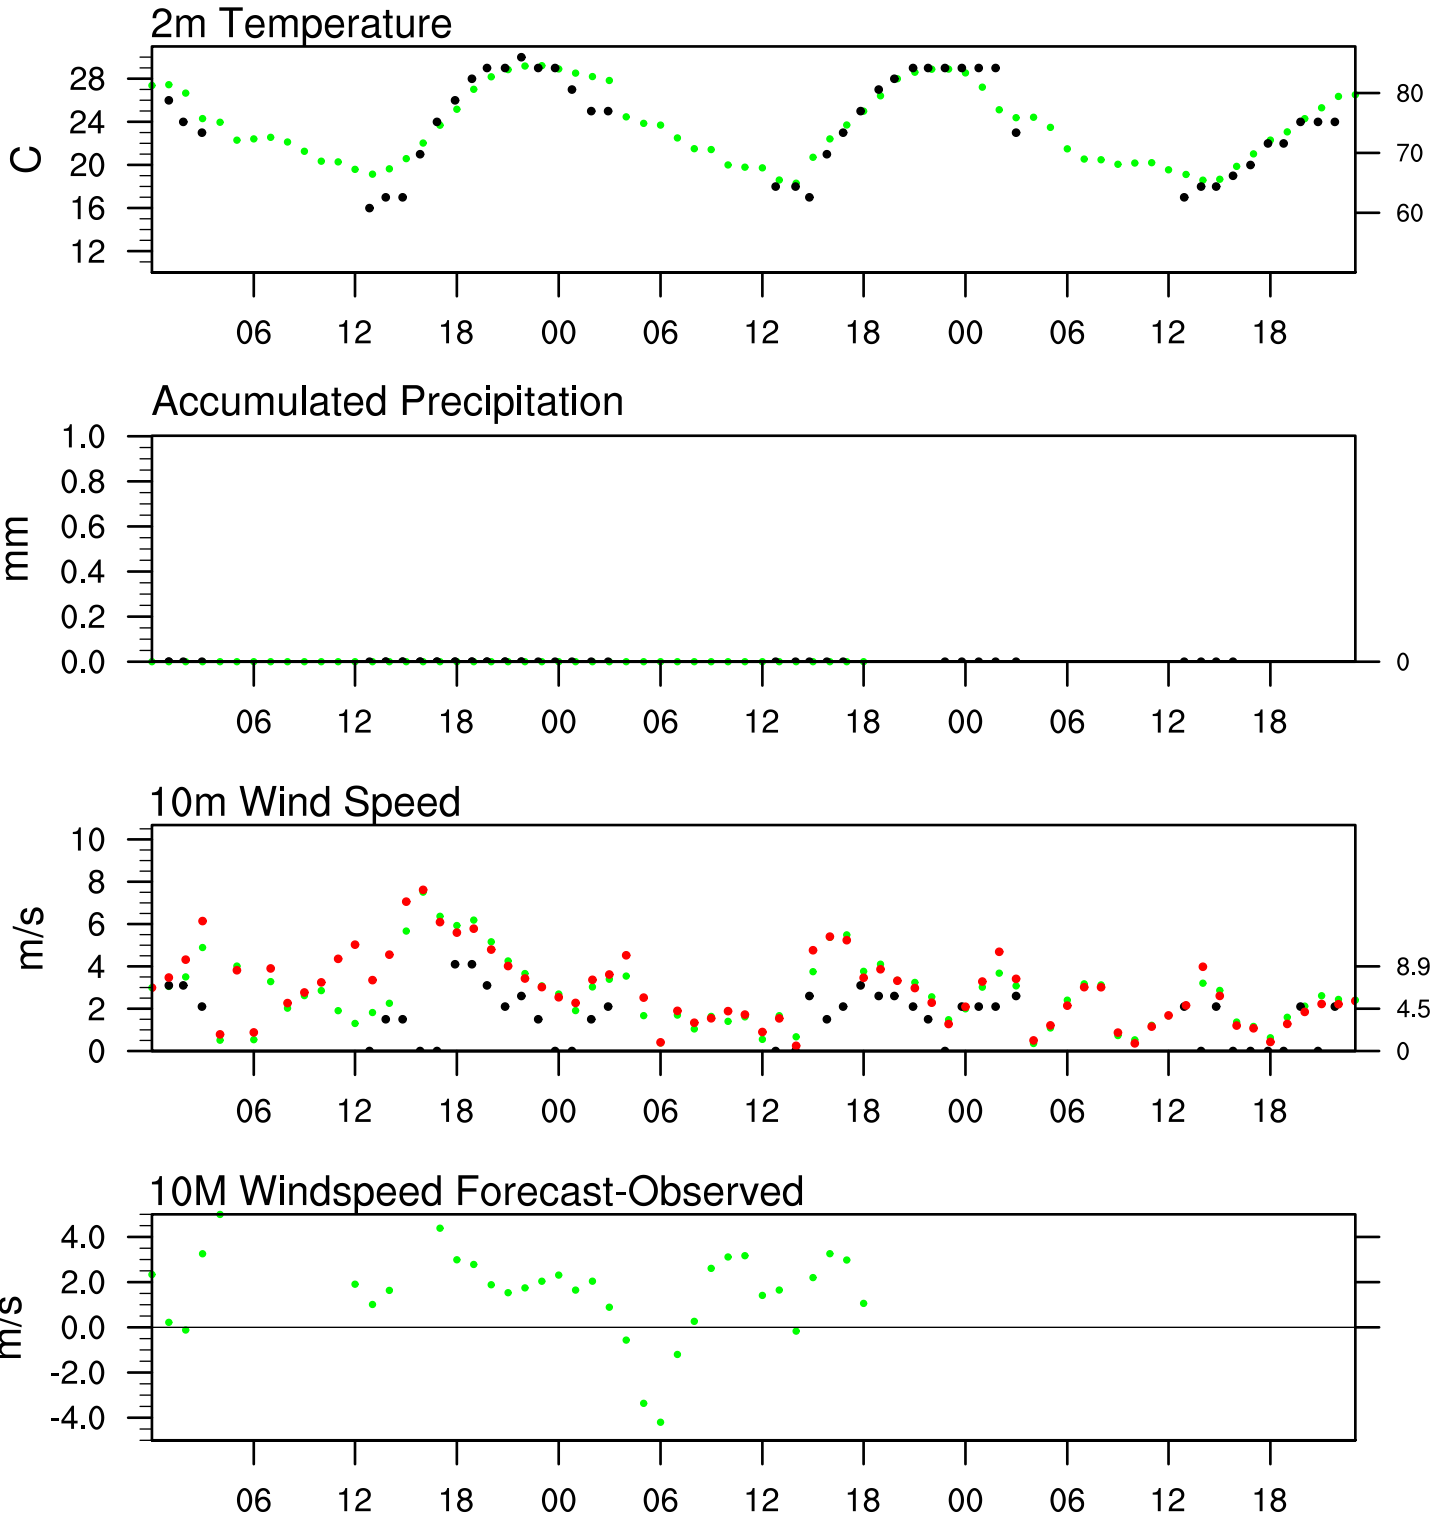 2m Temperature
28
24
20
16
12
C
80
70
60
06 12 18 00 06 12 18 00 06 12 18
Accumulated Precipitation
1.0
0.8
0.6
0.4
0.2
0.0
mm
0
06 12 18 00 06 12 18 00 06 12 18
10m Wind Speed
10
8
6
4
2
0
m/s
8.9
4.5
0
06 12 18 00 06 12 18 00 06 12 18
10M Windspeed Forecast-Observed
4.0
2.0
0.0
-2.0
-4.0
m/s
06 12 18 00 06 12 18 00 06 12 18